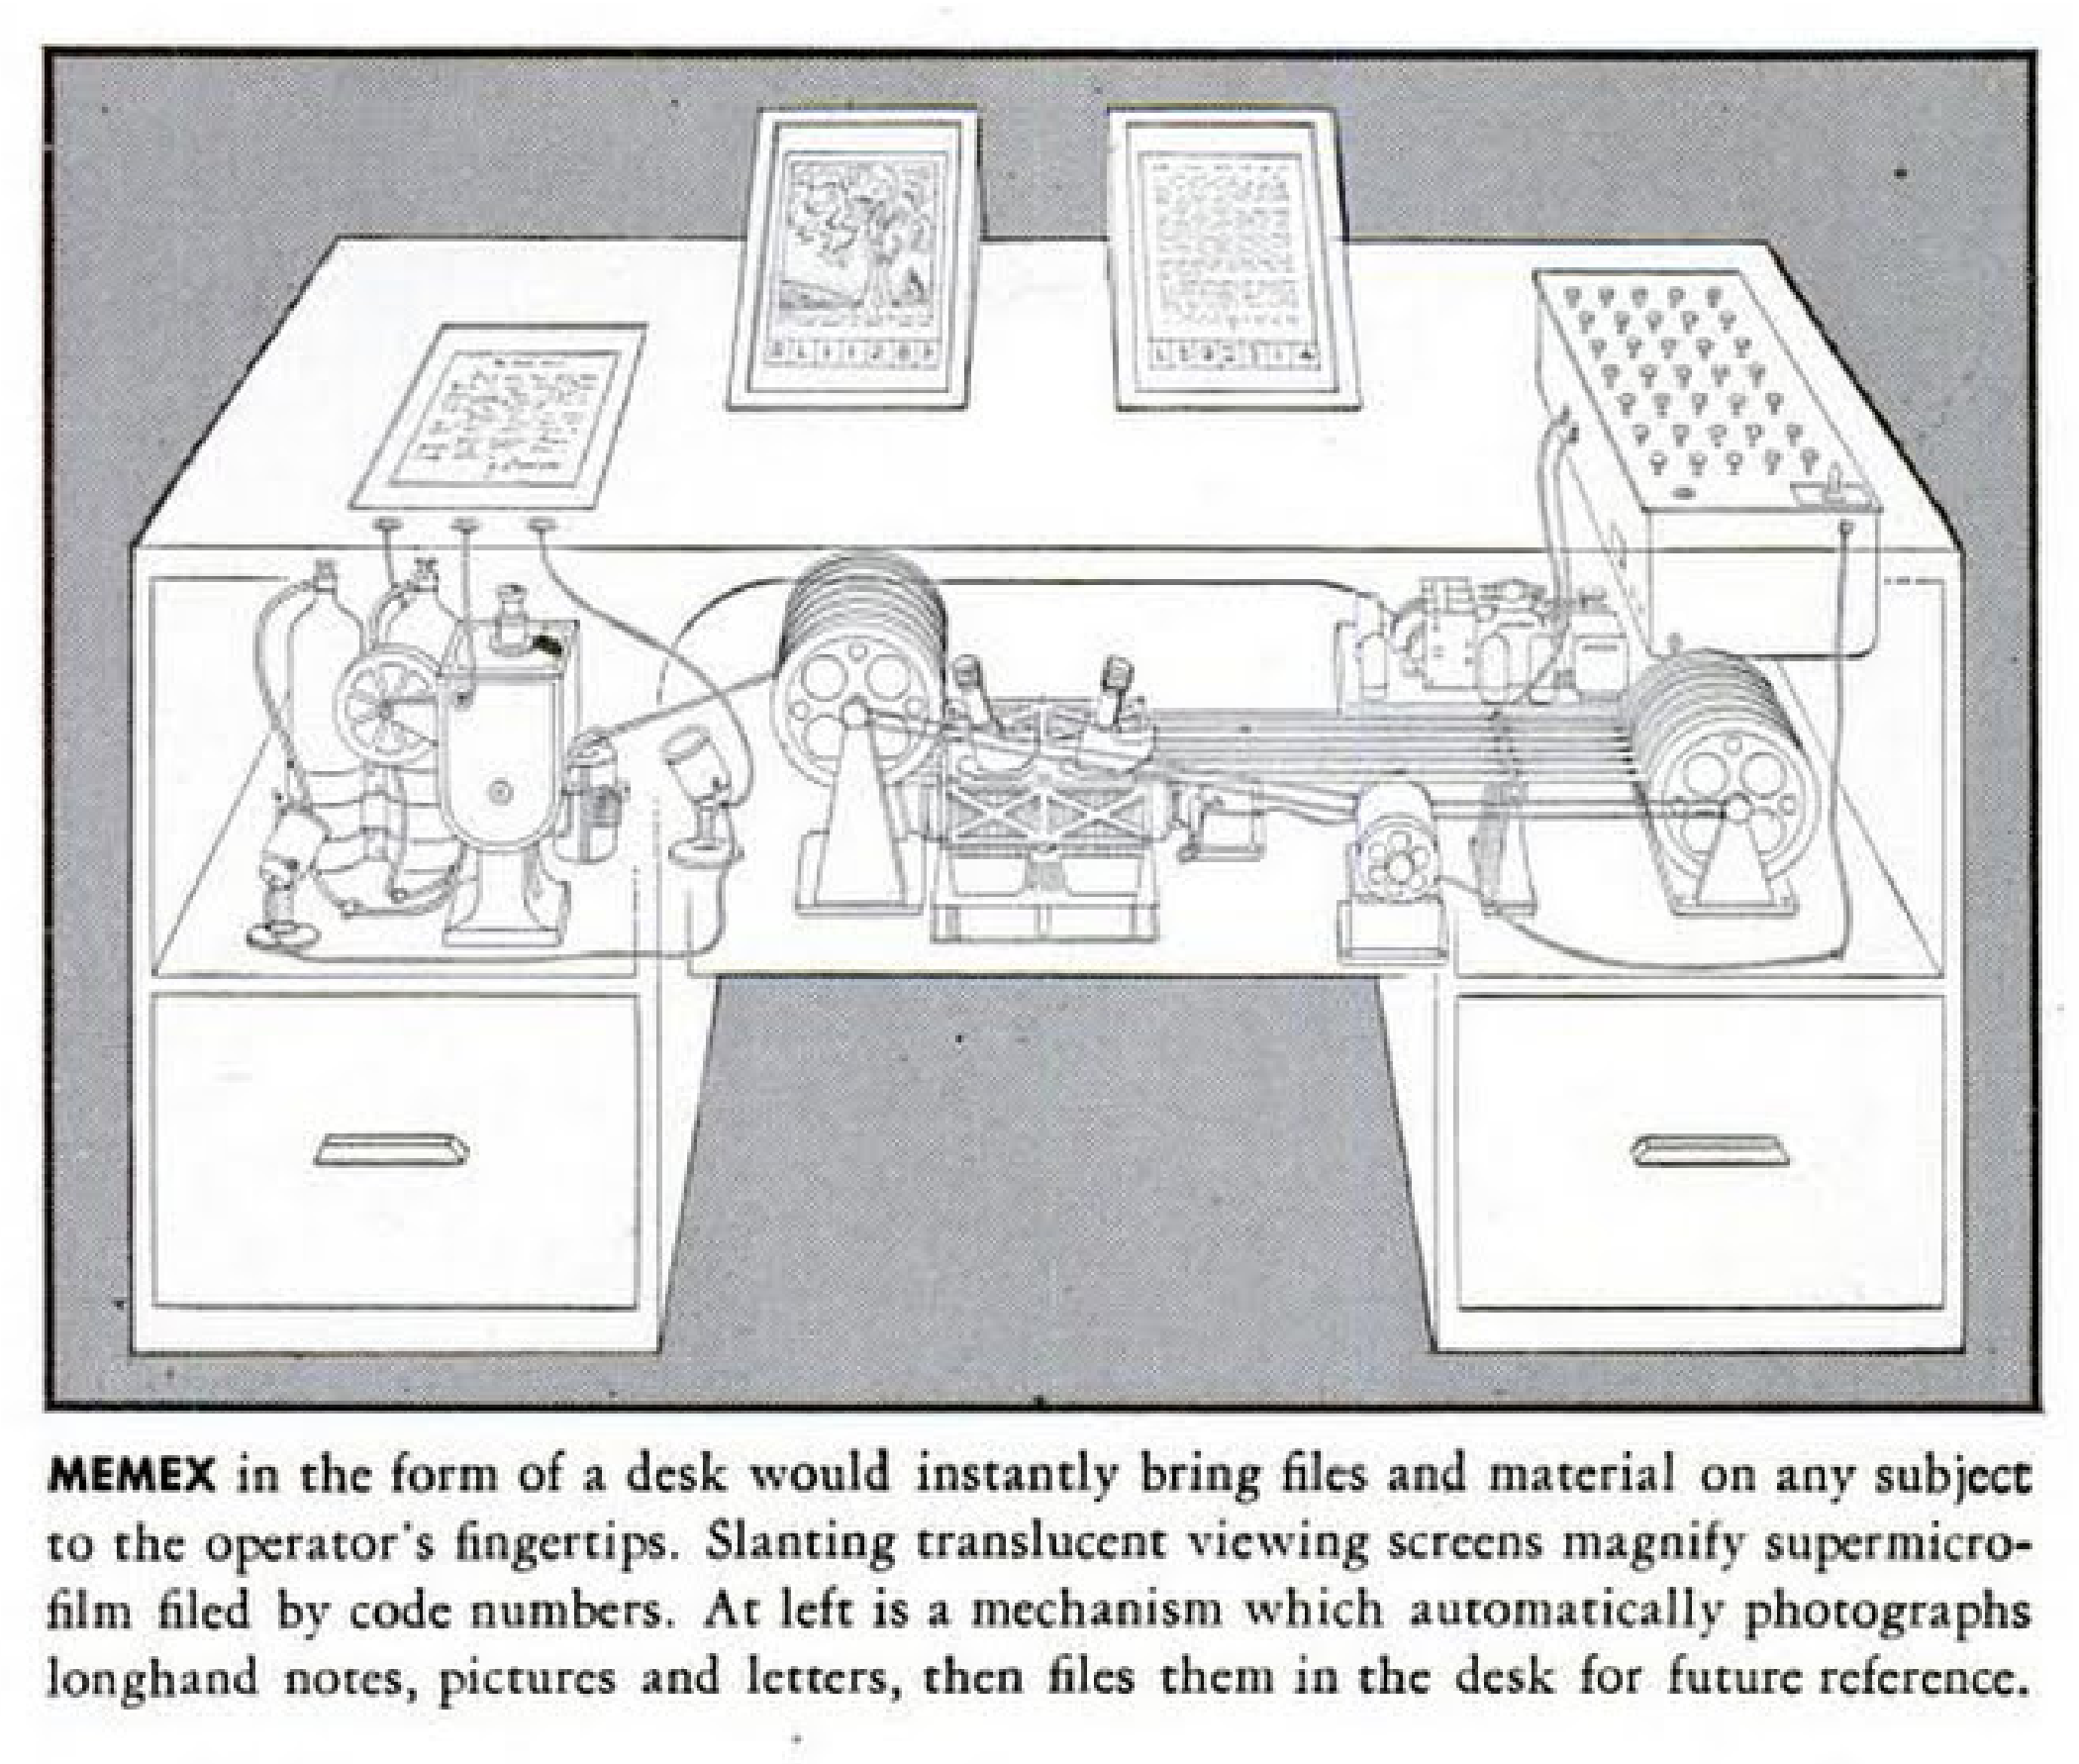 MEMEX in the form of a desk would instantly bring files and material on any subject
to the operator's fingertips. Slanting translucent viewing screens magnify supermicro-
film filed by code numbers. At left is a mechanism which automatically photographs
longhand notes, pictures and letters, then files them in the desk for future reference.